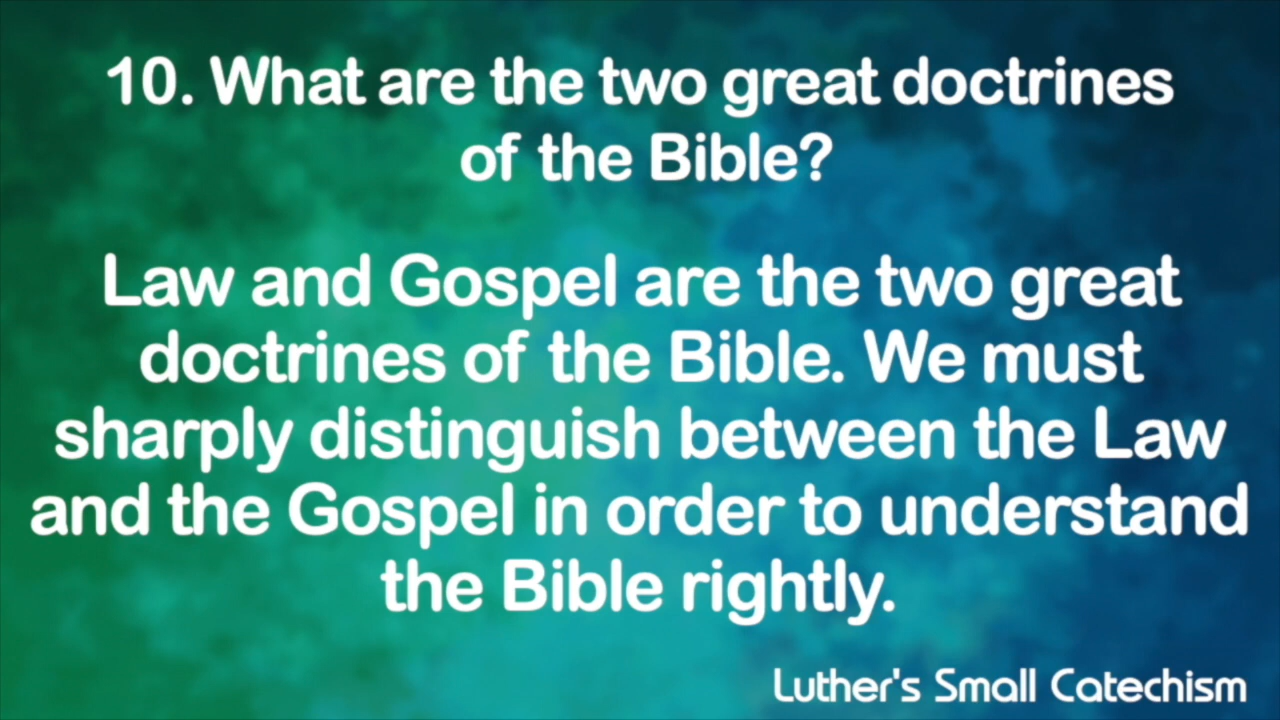 10. What are the two great doctrines
of the Bible?
Law and Gospel are the two great
doctrines of the Bible. We must
sharply distinguish between the Law
and the Gospel in order to understand
the Bible rightly.
Luther's Small Catechism